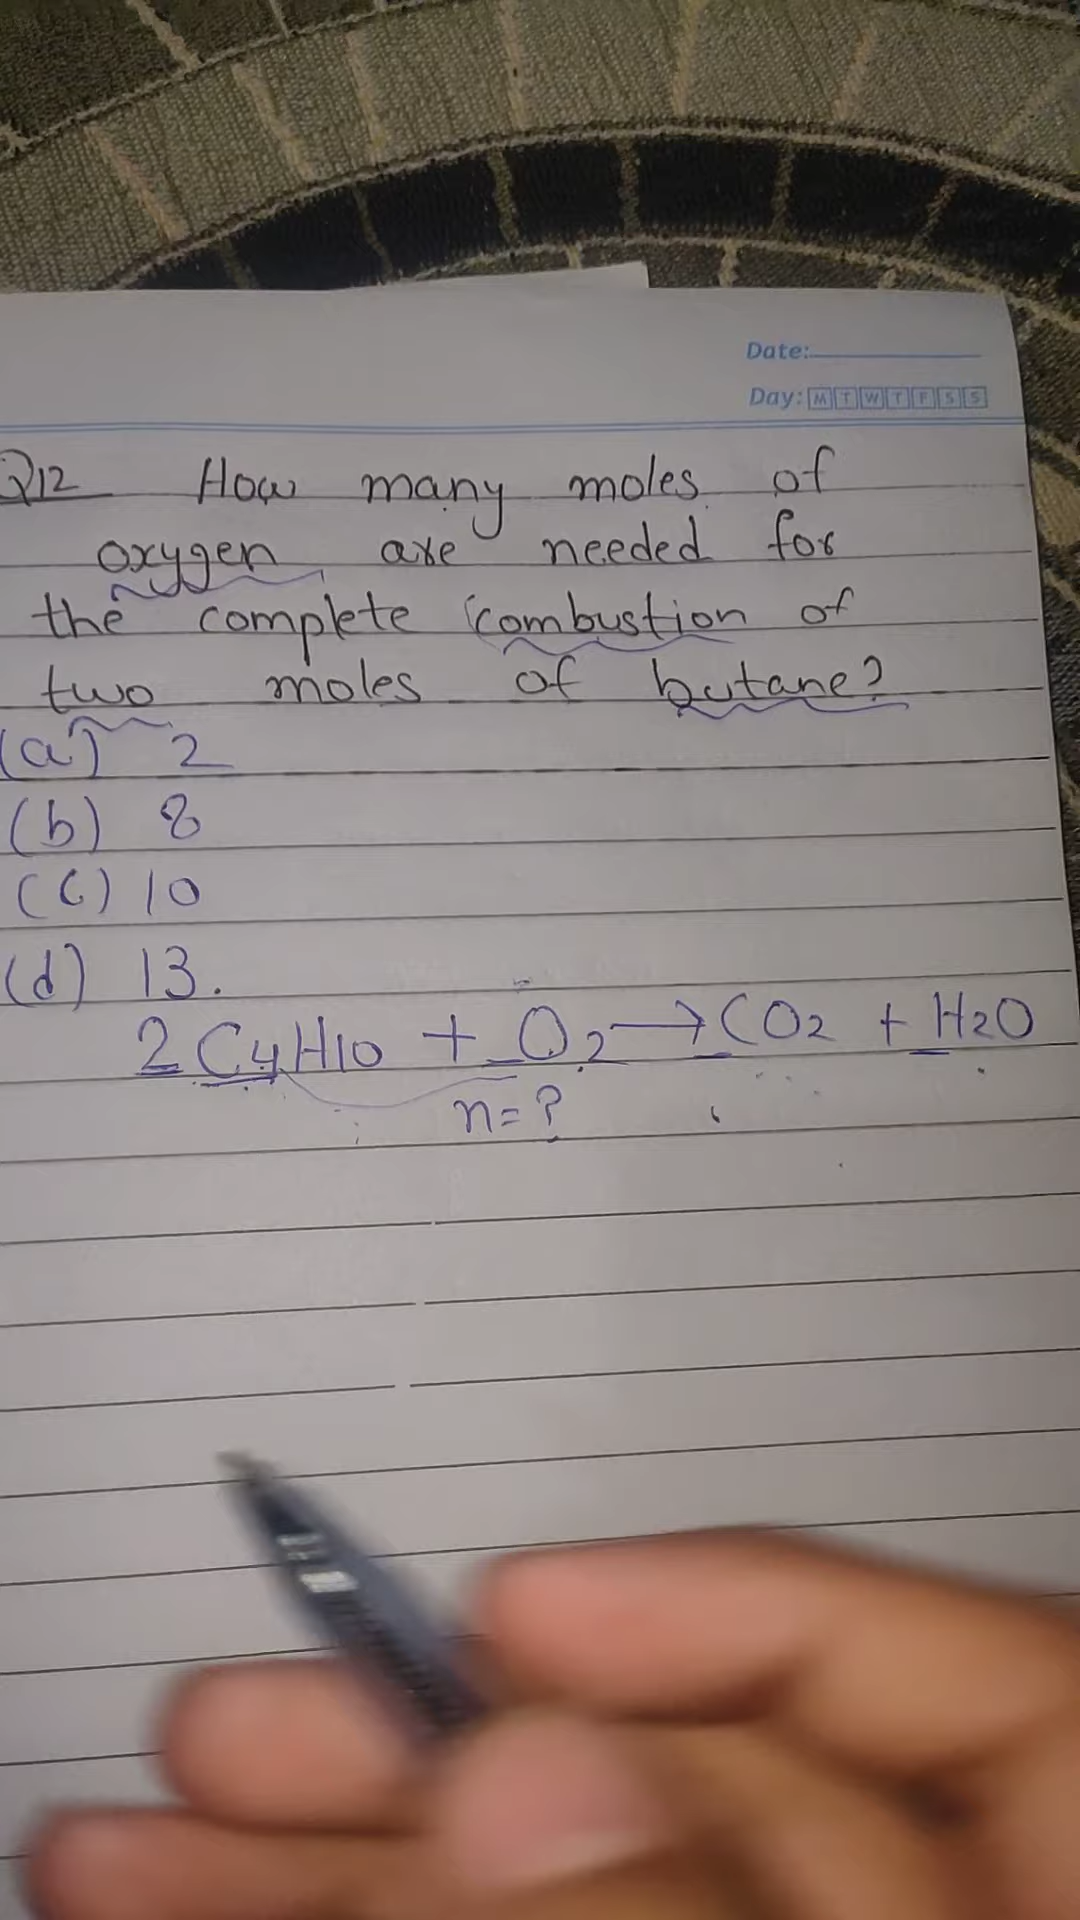 Date:
Day: M T W T F S S
Q12 How many moles of
oxygen are needed for
the complete combustion of
two moles of butane?
(a) 2
(b) 8
(c) 10
(d) 13.
2 C4H10 + O2 → CO2 + H2O
n=?